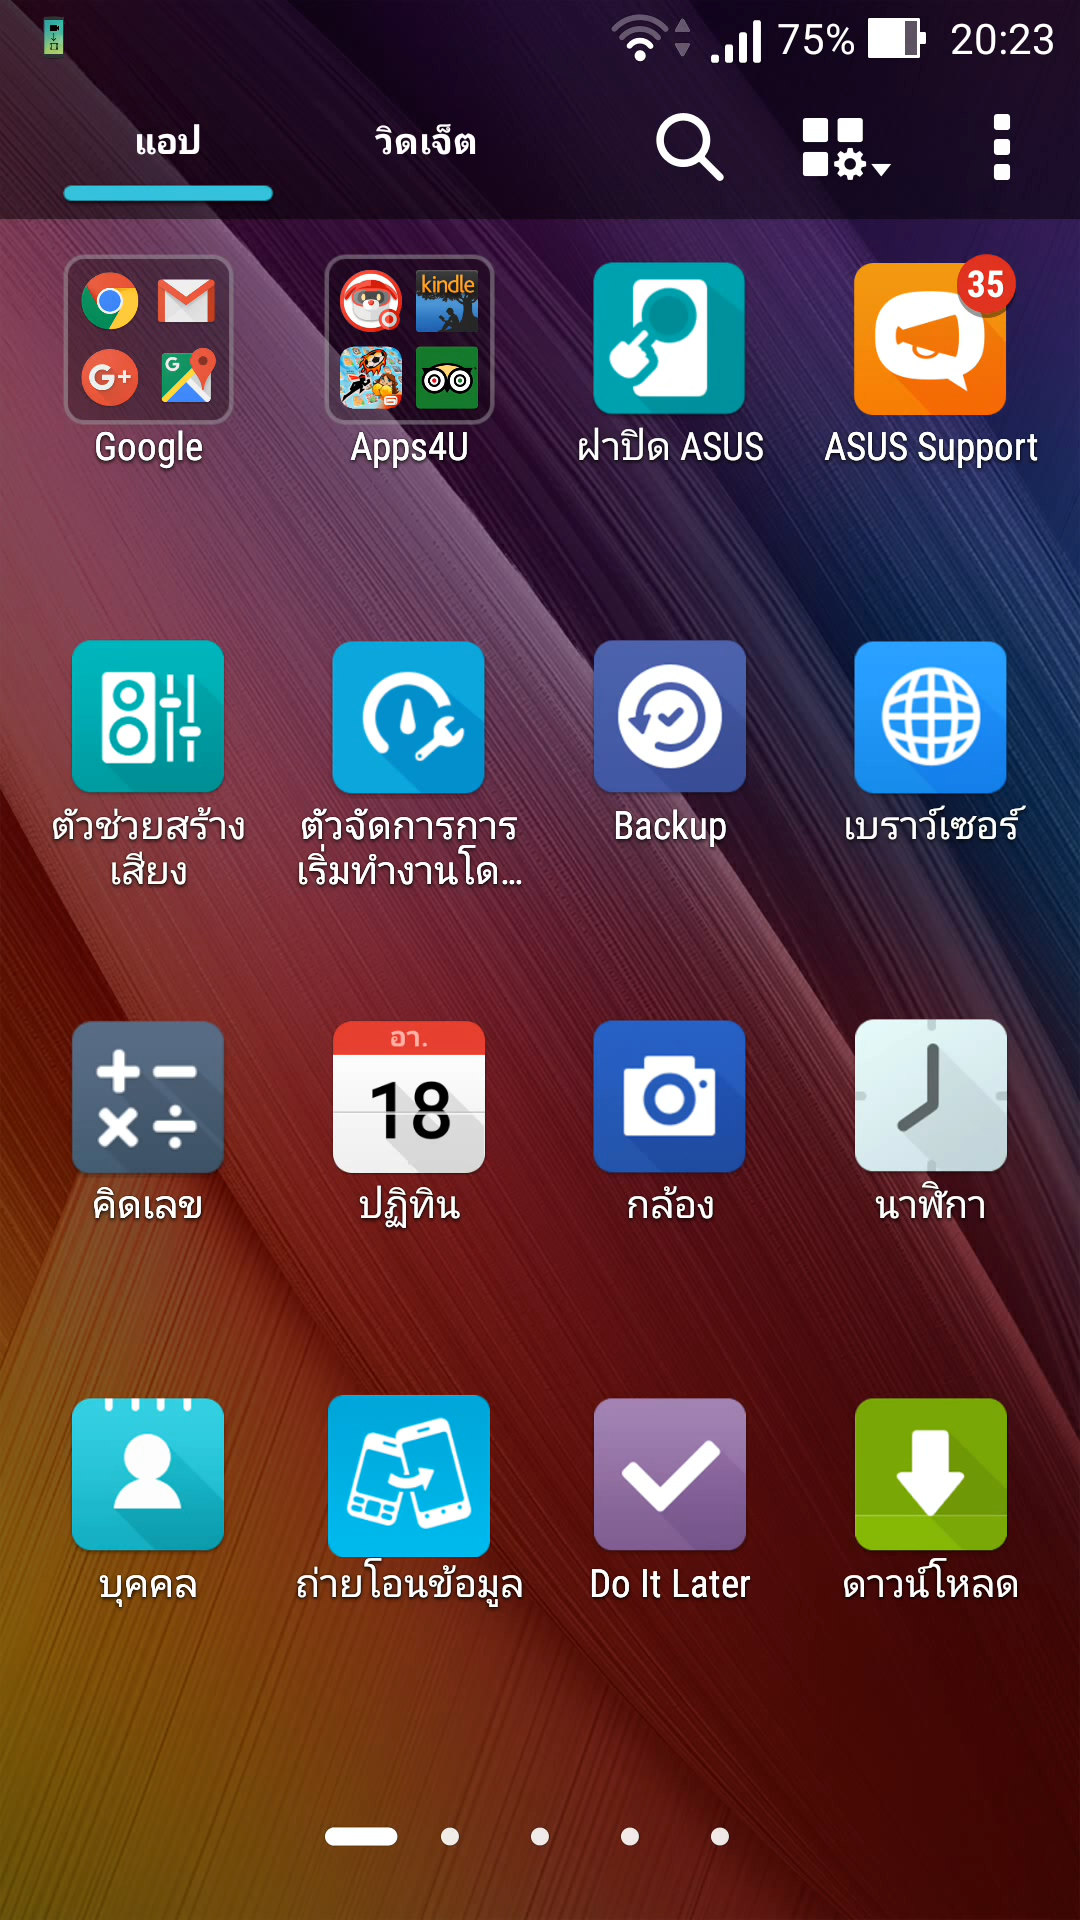 75% 20:23
แอป วิดเจ็ต
kindle
35
G+
G
Google Apps4U ฝาปิด ASUS ASUS Support
ตัวช่วยสร้าง ตัวจัดการการ Backup เบราว์เซอร์
เสียง เริ่มทำงานโด...
อา.
18
คิดเลข ปฏิทิน กล้อง นาฬิกา
บุคคล ถ่ายโอนข้อมูล Do It Later ดาวน์โหลด